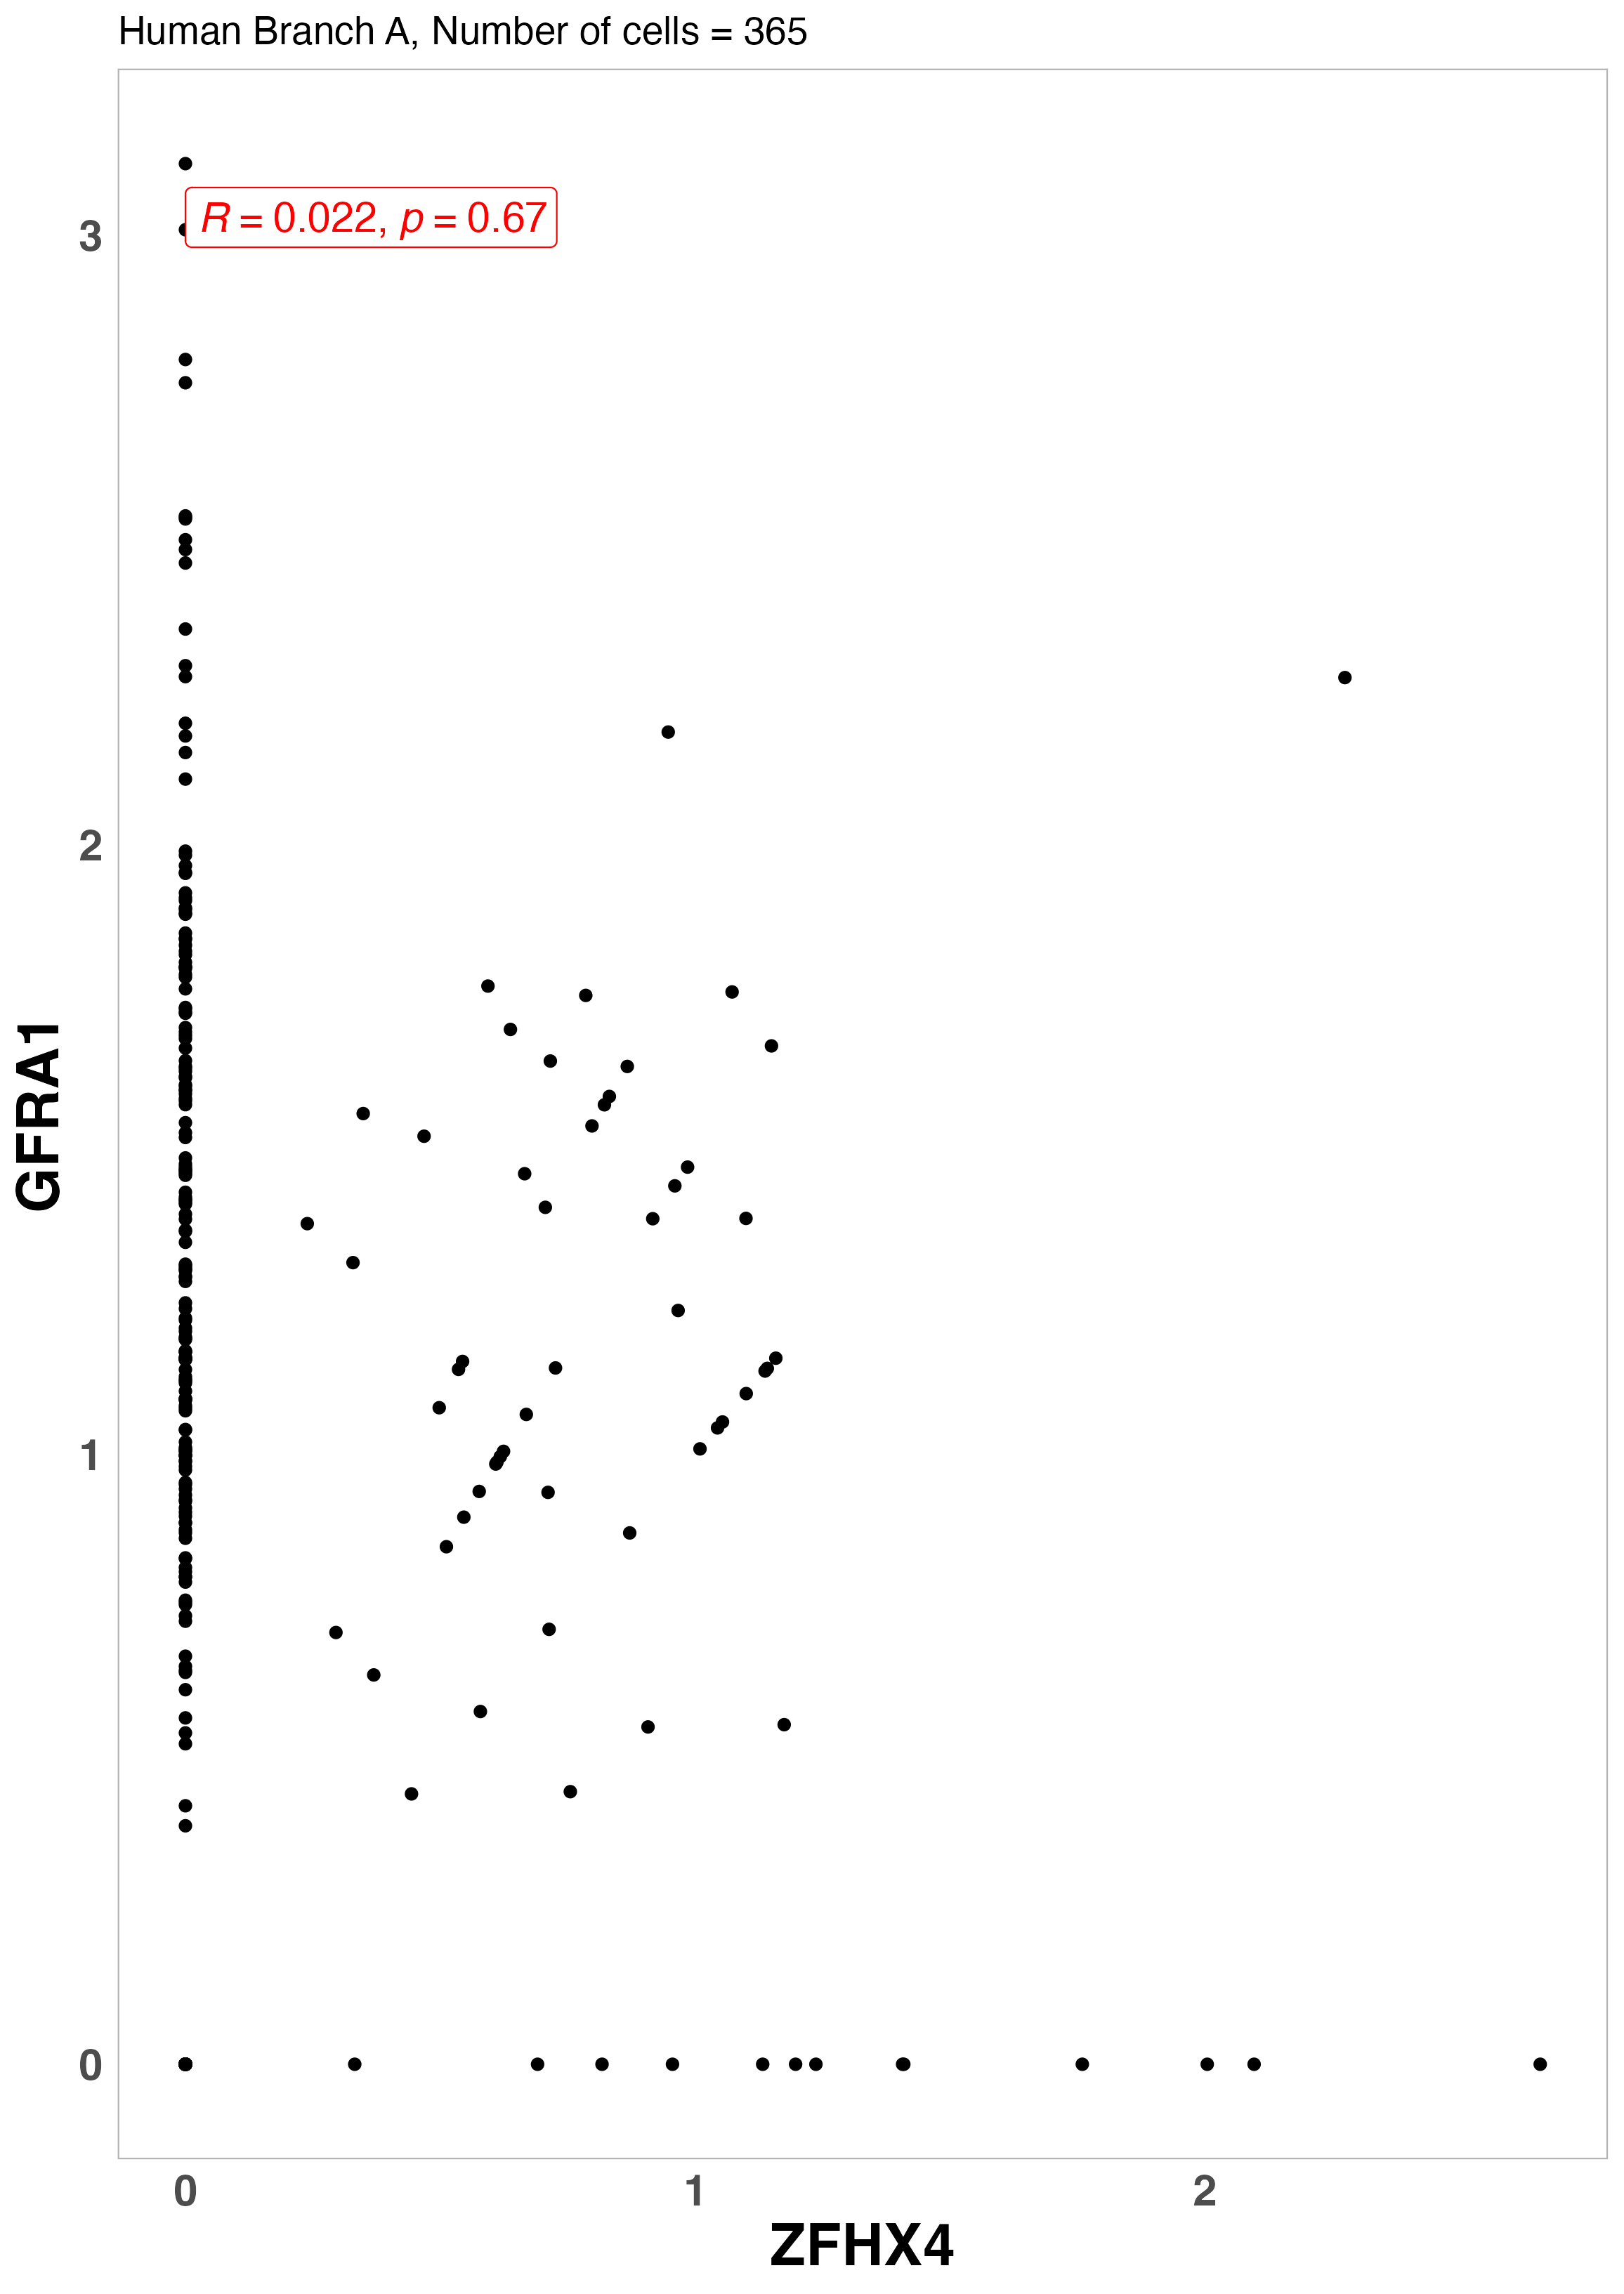 Human Branch A, Number of cells = 365
R = 0.022, p = 0.67
3
2
1
0
GFRA1
0 1 2
ZFHX4